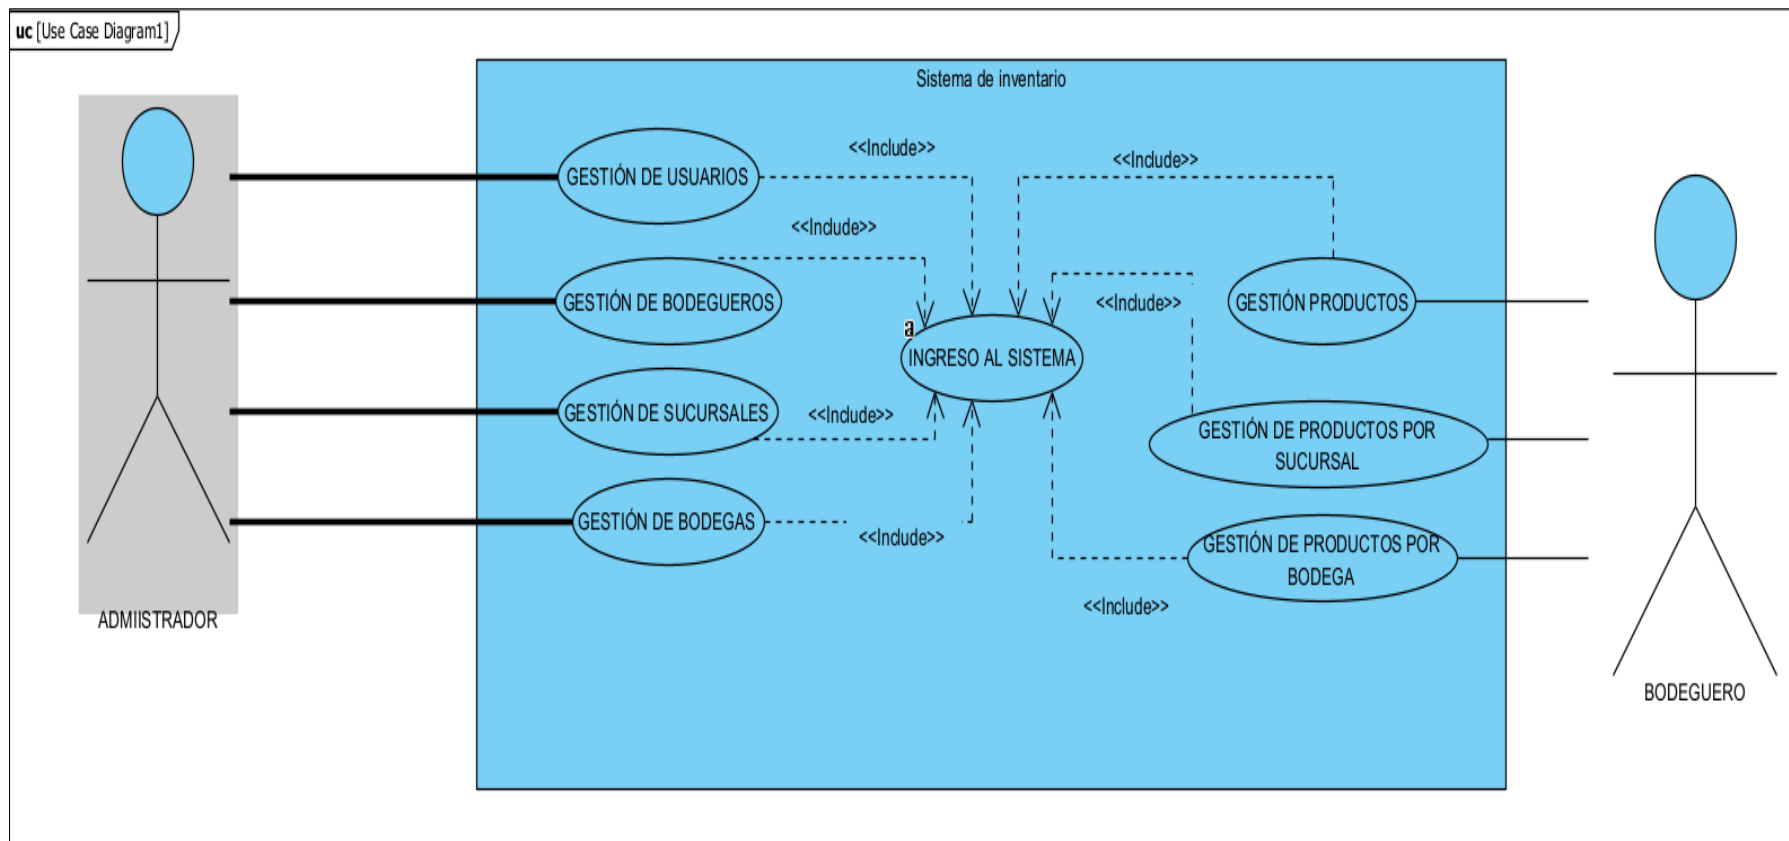 uc [Use Case Diagram1]
Sistema de inventario
<<Include>>
<<Include>>
GESTIÓN DE USUARIOS
<<Include>>
GESTIÓN DE BODEGUEROS
<<Include>>
GESTIÓN PRODUCTOS
a
INGRESO AL SISTEMA
GESTIÓN DE SUCURSALES
<<Include>>
GESTIÓN DE PRODUCTOS POR
SUCURSAL
GESTIÓN DE BODEGAS
<<Include>>
GESTIÓN DE PRODUCTOS POR
BODEGA
<<Include>>
ADMIISTRADOR
BODEGUERO